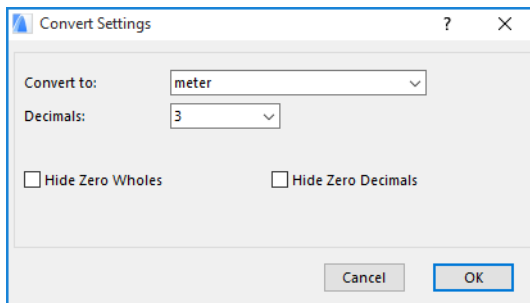 Convert Settings ?
Convert to: meter
Decimals: 3
Hide Zero Wholes Hide Zero Decimals
Cancel OK